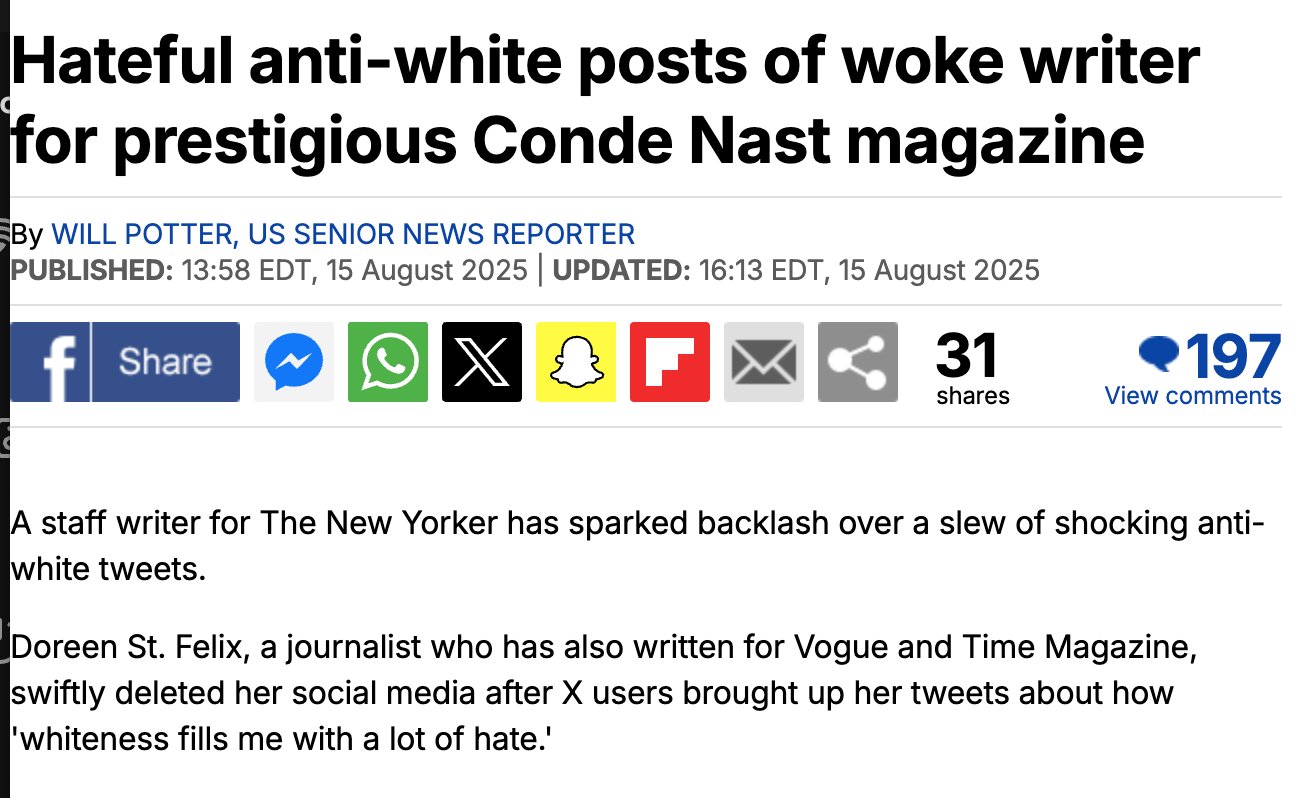 Hateful anti-white posts of woke writer
for prestigious Conde Nast magazine
By WILL POTTER, US SENIOR NEWS REPORTER
PUBLISHED: 13:58 EDT, 15 August 2025 | UPDATED: 16:13 EDT, 15 August 2025
f Share 31 197
shares View comments
A staff writer for The New Yorker has sparked backlash over a slew of shocking anti-
white tweets.
Doreen St. Felix, a journalist who has also written for Vogue and Time Magazine,
swiftly deleted her social media after X users brought up her tweets about how
'whiteness fills me with a lot of hate.'